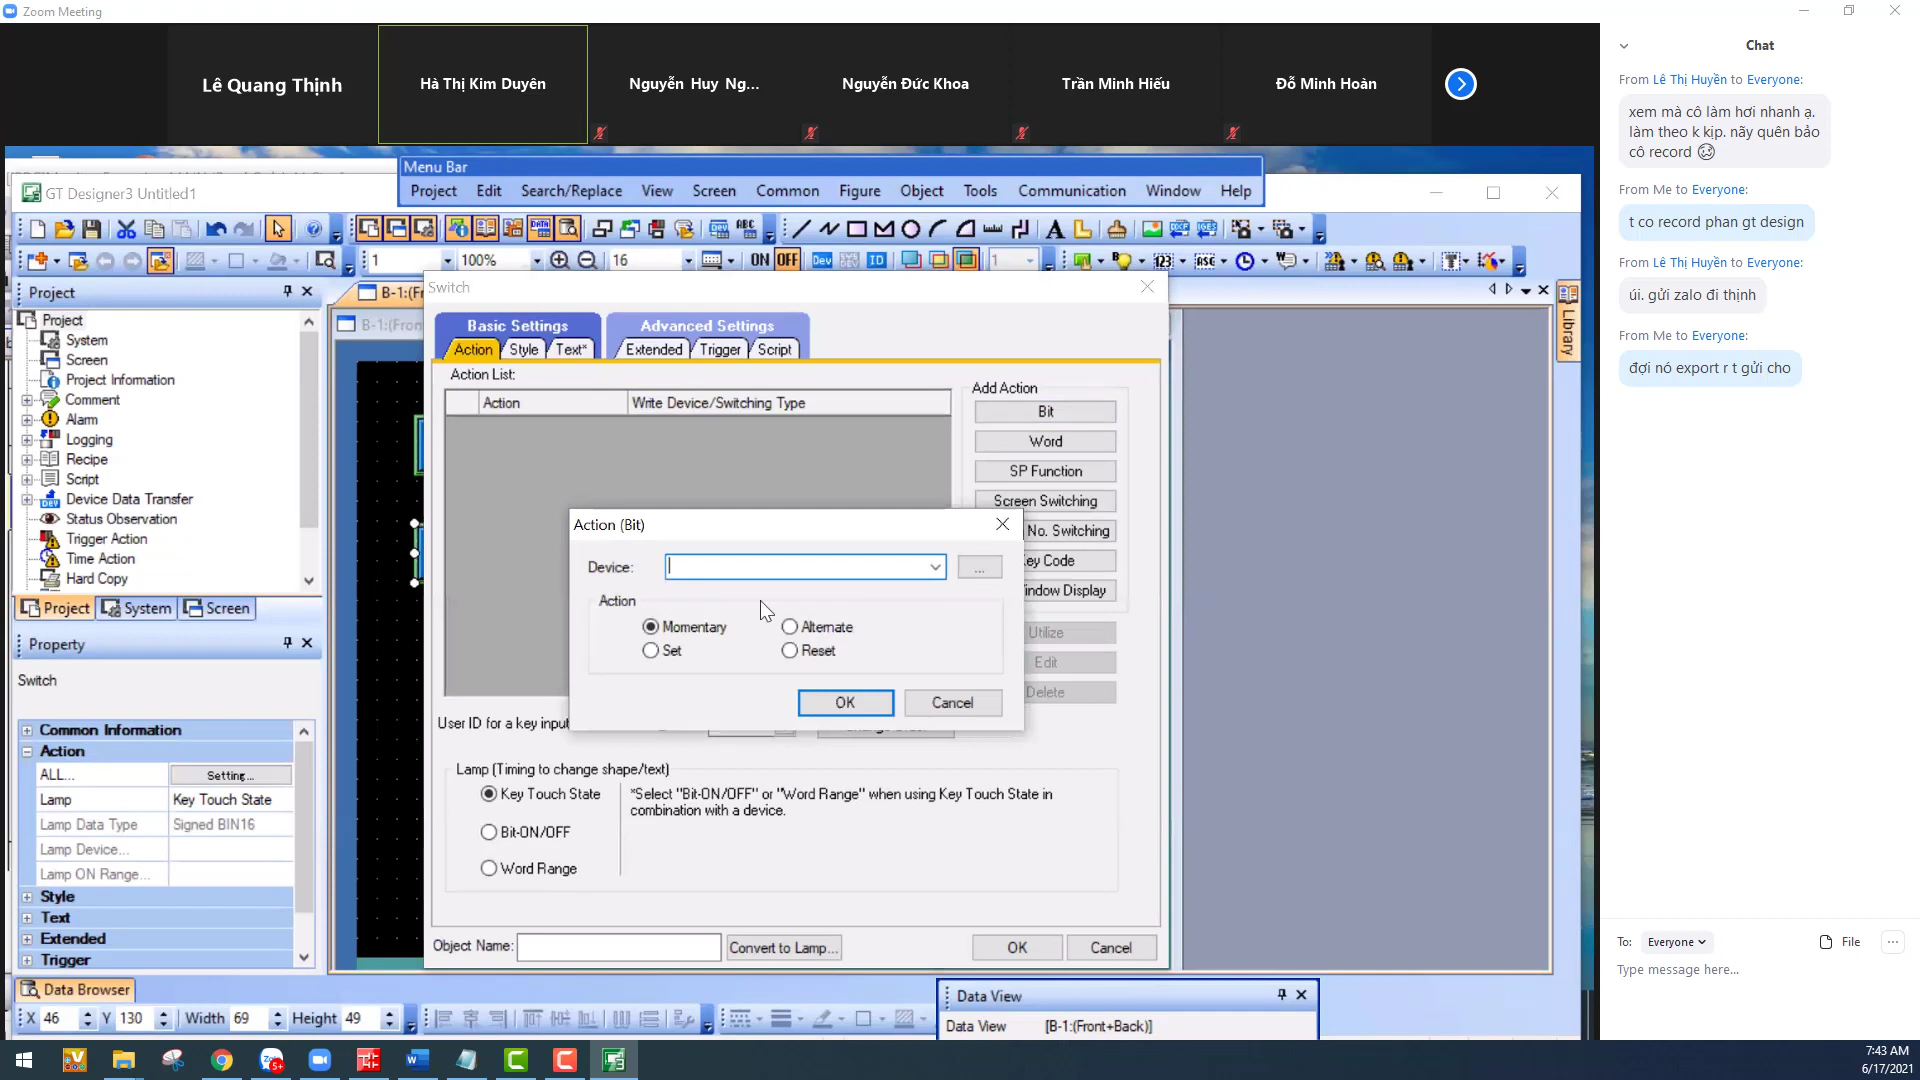 Zoom Meeting
Lê Quang Thịnh
Hà Thị Kim Duyên
Nguyễn Huy Ng...
Nguyễn Đức Khoa
Trần Minh Hiếu
Đỗ Minh Hoàn
Menu Bar
Project Edit Search/Replace View Screen Common Figure Object Tools Communication Window Help
GT Designer3 Untitled1
1 100% 16 ON OFF Dev ID 1
Project
Project
System
Screen
Project Information
Comment
Alarm
Logging
Recipe
Script
Device Data Transfer
Status Observation
Trigger Action
Time Action
Hard Copy
Project System Screen
Property
Switch
Common Information
Action
ALL... Setting...
Lamp Key Touch State
Lamp Data Type Signed BIN16
Lamp Device...
Lamp ON Range...
Style
Text
Extended
Trigger
Data Browser
X 46 Y 130 Width 69 Height 49
B-1:(F
B-1:(Fron
Library
Switch
Basic Settings Advanced Settings
Action Style Text* Extended Trigger Script
Action List:
Action Write Device/Switching Type
Add Action
Bit
Word
SP Function
Screen Switching
No. Switching
ey Code
indow Display
Utilize
Edit
Delete
Action (Bit)
Device: ...
Action
Momentary Alternate
Set Reset
OK Cancel
User ID for a key input
Lamp (Timing to change shape/text)
Key Touch State
Bit-ON/OFF
Word Range
*Select "Bit-ON/OFF" or "Word Range" when using Key Touch State in
combination with a device.
Object Name: Convert to Lamp... OK Cancel
Data View
Data View [B-1:(Front+Back)]
Chat
From Lê Thị Huyền to Everyone:
xem mà cô làm hơi nhanh ạ.
làm theo k kịp. nãy quên bảo
cô record
From Me to Everyone:
t co record phan gt design
From Lê Thị Huyền to Everyone:
úi. gửi zalo đi thịnh
From Me to Everyone:
đợi nó export r t gửi cho
To: Everyone File ...
Type message here...
7:43 AM
6/17/2021